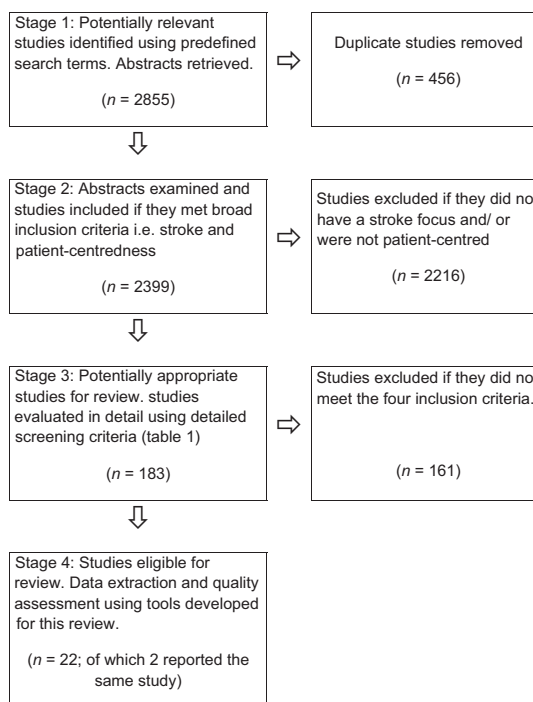 Stage 1: Potentially relevant
studies identified using predefined
search terms. Abstracts retrieved.
(n = 2855)
Duplicate studies removed
(n = 456)
Stage 2: Abstracts examined and
studies included if they met broad
inclusion criteria i.e. stroke and
patient-centredness
(n = 2399)
Studies excluded if they did no
have a stroke focus and/ or
were not patient-centred
(n = 2216)
Stage 3: Potentially appropriate
studies for review. studies
evaluated in detail using detailed
screening criteria (table 1)
(n = 183)
Studies excluded if they did no
meet the four inclusion criteria.
(n = 161)
Stage 4: Studies eligible for
review. Data extraction and quality
assessment using tools developed
for this review.
(n = 22; of which 2 reported the
same study)